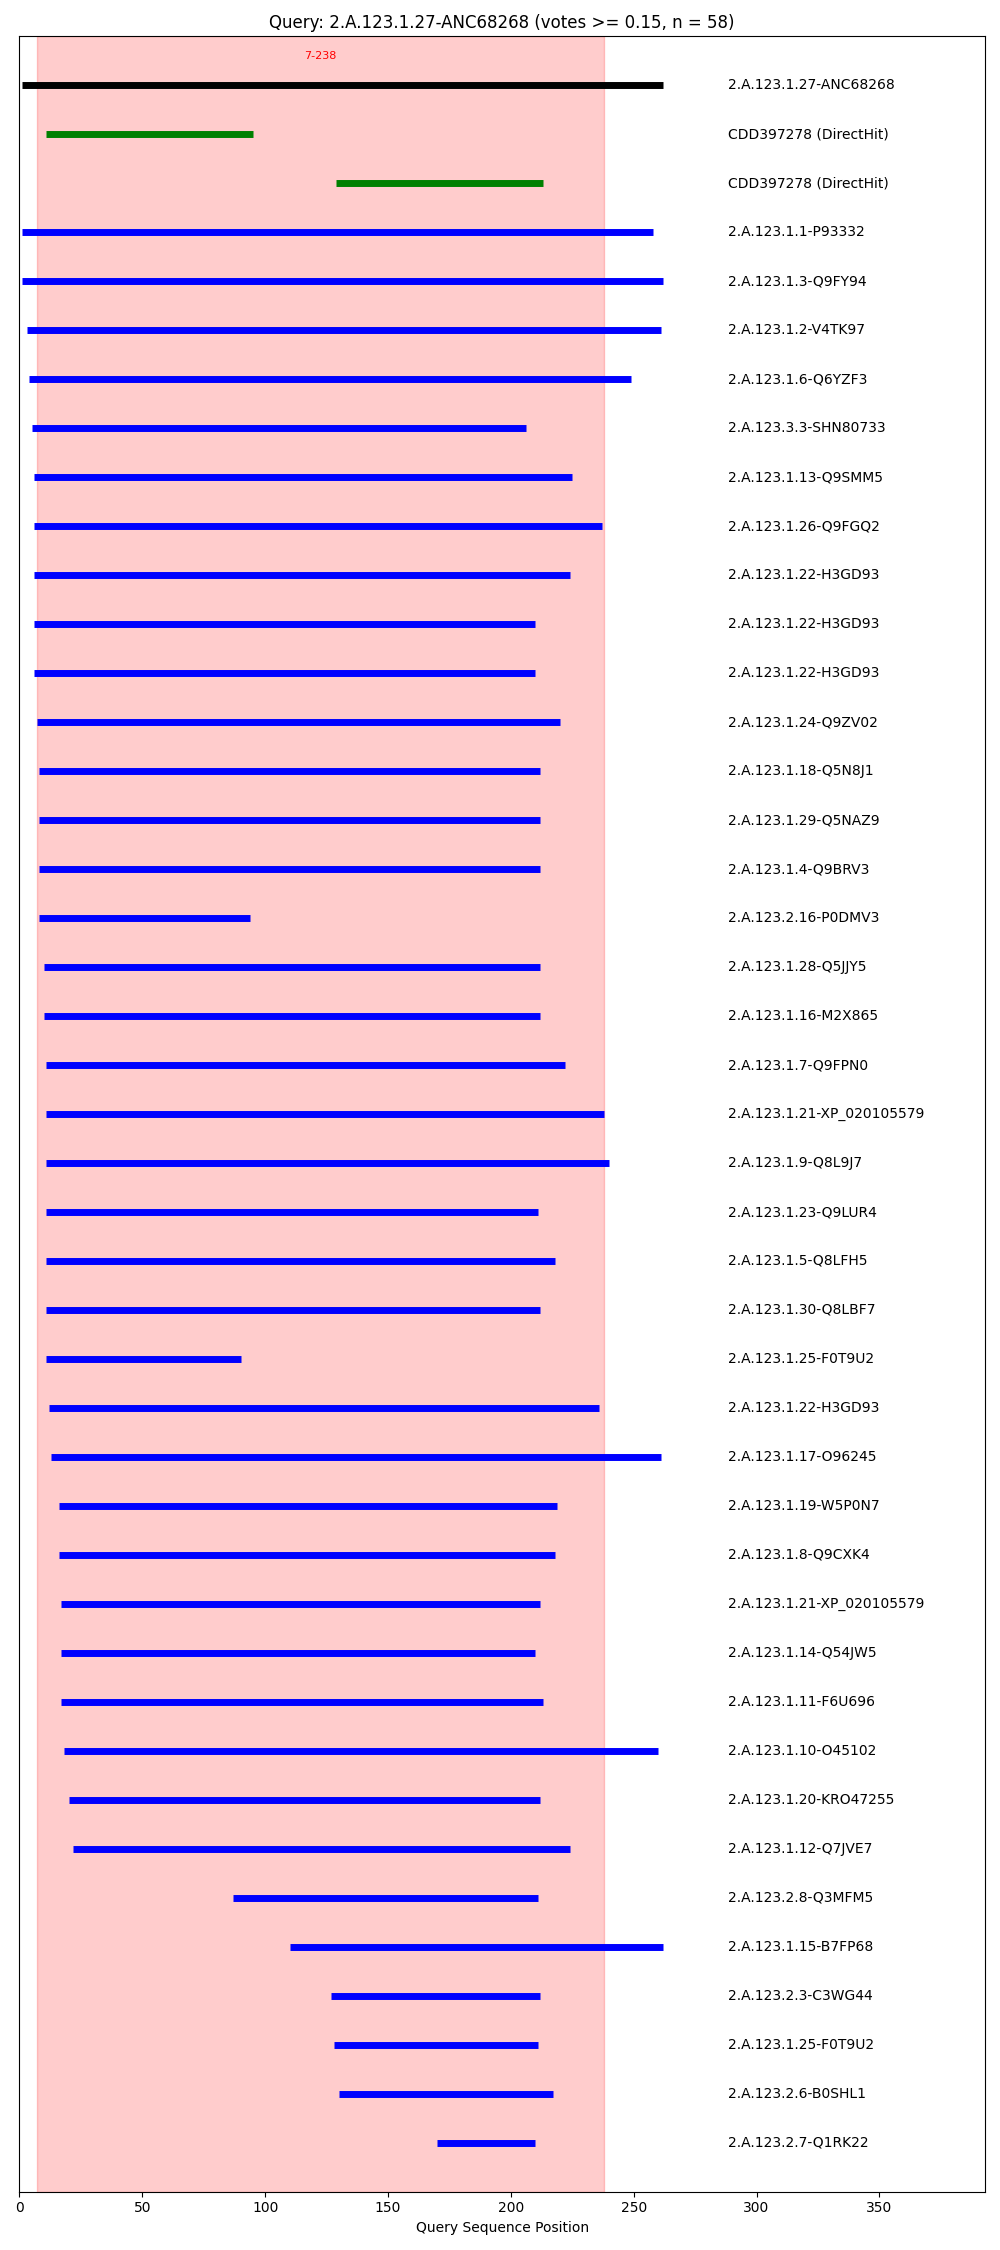 Query: 2.A.123.1.27-ANC68268 (votes >= 0.15, n = 58)
7-238
2.A.123.1.27-ANC68268
CDD397278 (DirectHit)
CDD397278 (DirectHit)
2.A.123.1.1-P93332
2.A.123.1.3-Q9FY94
2.A.123.1.2-V4TK97
2.A.123.1.6-Q6YZF3
2.A.123.3.3-SHN80733
2.A.123.1.13-Q9SMM5
2.A.123.1.26-Q9FGQ2
2.A.123.1.22-H3GD93
2.A.123.1.22-H3GD93
2.A.123.1.22-H3GD93
2.A.123.1.24-Q9ZV02
2.A.123.1.18-Q5N8J1
2.A.123.1.29-Q5NAZ9
2.A.123.1.4-Q9BRV3
2.A.123.2.16-P0DMV3
2.A.123.1.28-Q5JJY5
2.A.123.1.16-M2X865
2.A.123.1.7-Q9FPN0
2.A.123.1.21-XP_020105579
2.A.123.1.9-Q8L9J7
2.A.123.1.23-Q9LUR4
2.A.123.1.5-Q8LFH5
2.A.123.1.30-Q8LBF7
2.A.123.1.25-F0T9U2
2.A.123.1.22-H3GD93
2.A.123.1.17-O96245
2.A.123.1.19-W5P0N7
2.A.123.1.8-Q9CXK4
2.A.123.1.21-XP_020105579
2.A.123.1.14-Q54JW5
2.A.123.1.11-F6U696
2.A.123.1.10-O45102
2.A.123.1.20-KRO47255
2.A.123.1.12-Q7JVE7
2.A.123.2.8-Q3MFM5
2.A.123.1.15-B7FP68
2.A.123.2.3-C3WG44
2.A.123.1.25-F0T9U2
2.A.123.2.6-B0SHL1
2.A.123.2.7-Q1RK22
0 50 100 150 200 250 300 350
Query Sequence Position